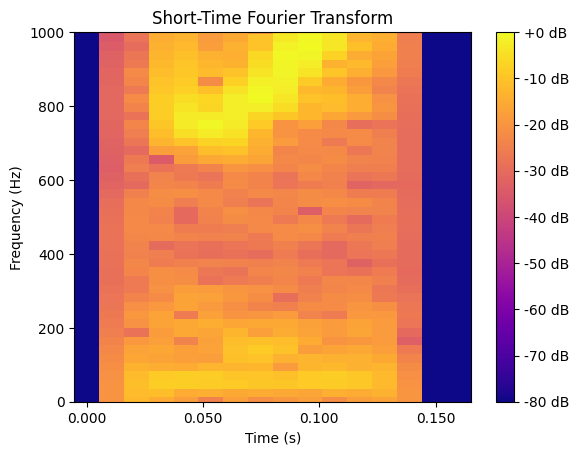 Short-Time Fourier Transform
1000
800
600
400
200
0
Frequency (Hz)
0.000
0.050
0.100
0.150
Time (s)
+0 dB
-10 dB
-20 dB
-30 dB
-40 dB
-50 dB
-60 dB
-70 dB
-80 dB